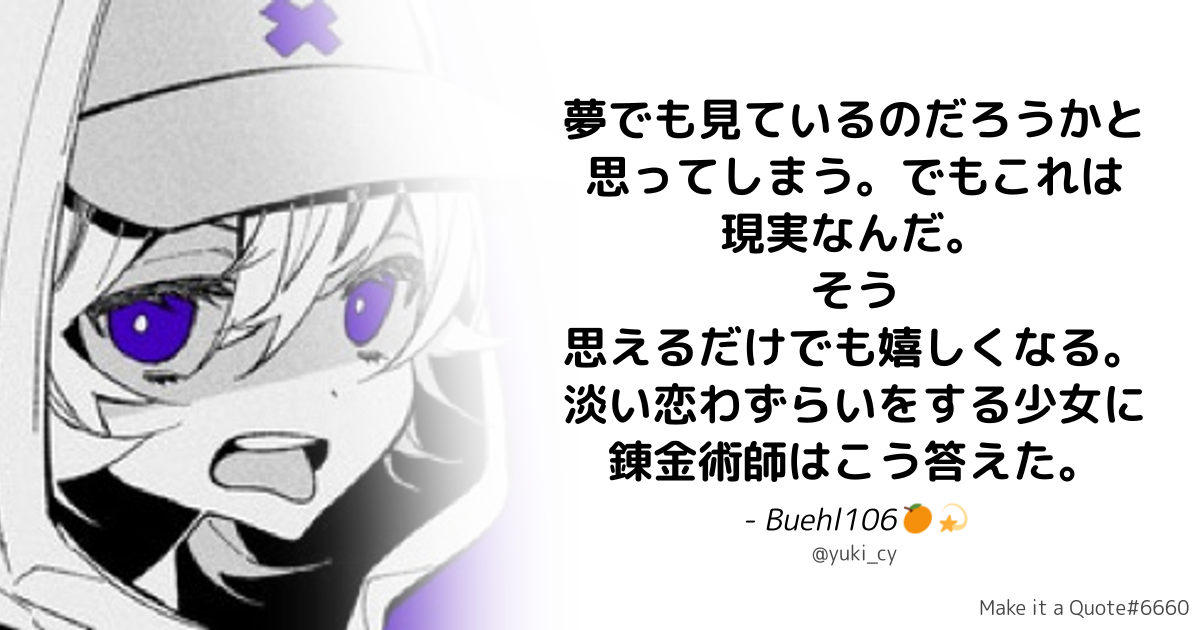 夢でも見ているのだろうかと
思ってしまう。でもこれは
現実なんだ。
そう
思えるだけでも嬉しくなる。
淡い恋わずらいをする少女に
錬金術師はこう答えた。
- Buehl106🍊💫
@yuki_cy
Make it a Quote#6660